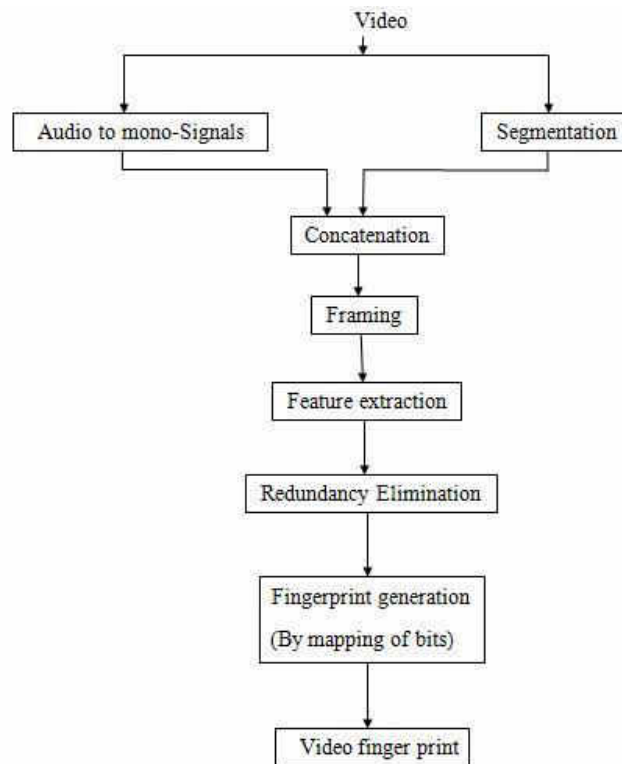 Video
Audio to mono-Signals
Segmentation
Concatenation
Framing
Feature extraction
Redundancy Elimination
Fingerprint generation
(By mapping of bits)
Video finger print